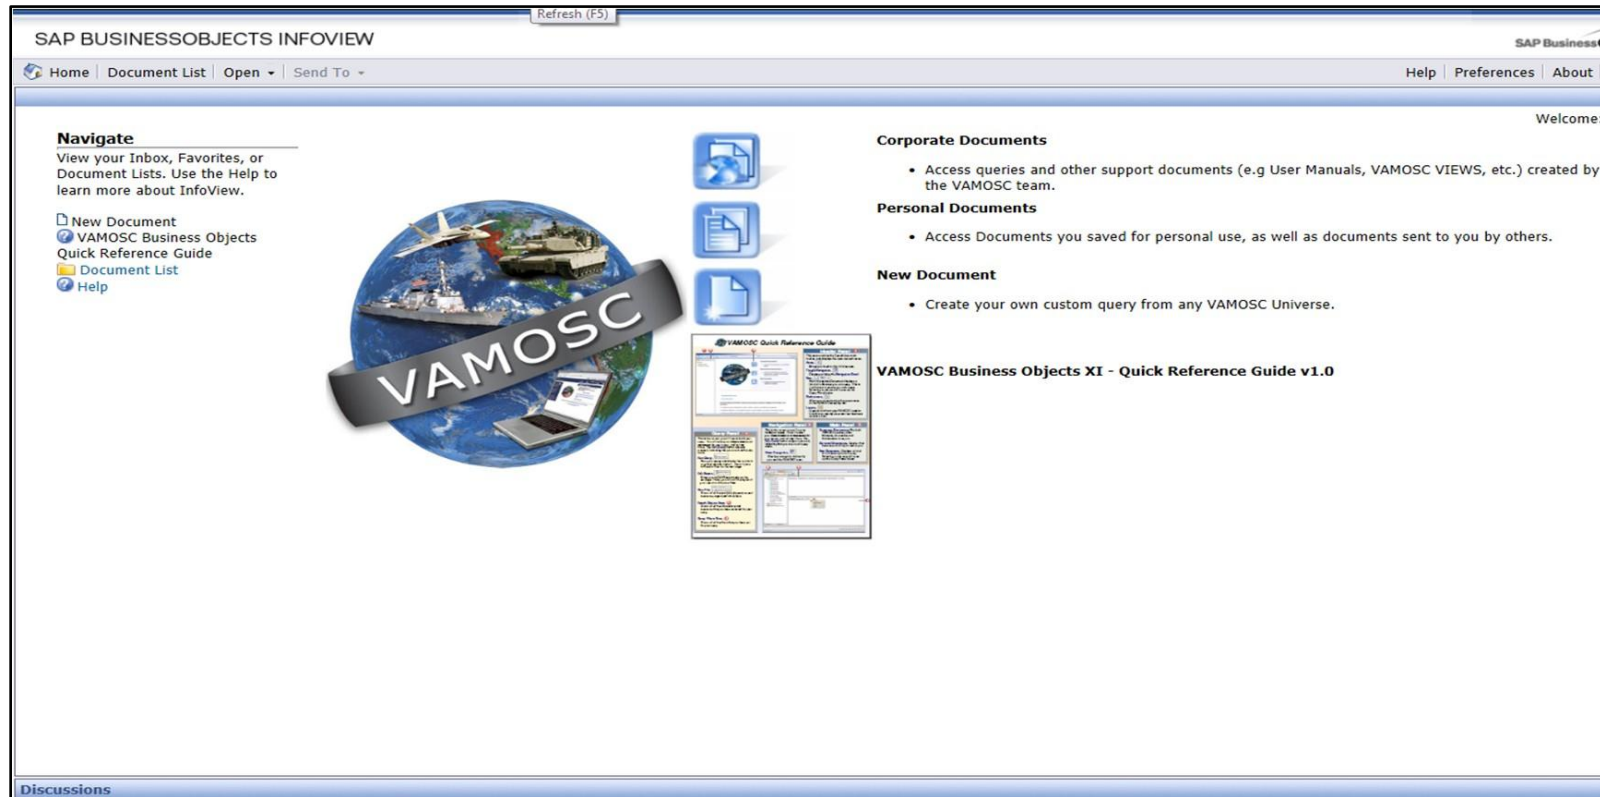 Refresh (F5)
SAP BUSINESSOBJECTS INFOVIEW
SAP Business
Home
Document List
Open
Send To
Help
Preferences
About
Welcome:
Navigate
View your Inbox, Favorites, or
Document Lists. Use the Help to
learn more about InfoView.
New Document
VAMOSC Business Objects
Quick Reference Guide
Document List
Help
VAMOSC
Corporate Documents
• Access queries and other support documents (e.g User Manuals, VAMOSC VIEWS, etc.) created by
the VAMOSC team.
Personal Documents
• Access Documents you saved for personal use, as well as documents sent to you by others.
New Document
• Create your own custom query from any VAMOSC Universe.
VAMOSC Quick Reference Guide
VAMOSC Business Objects XI - Quick Reference Guide v1.0
Discussions